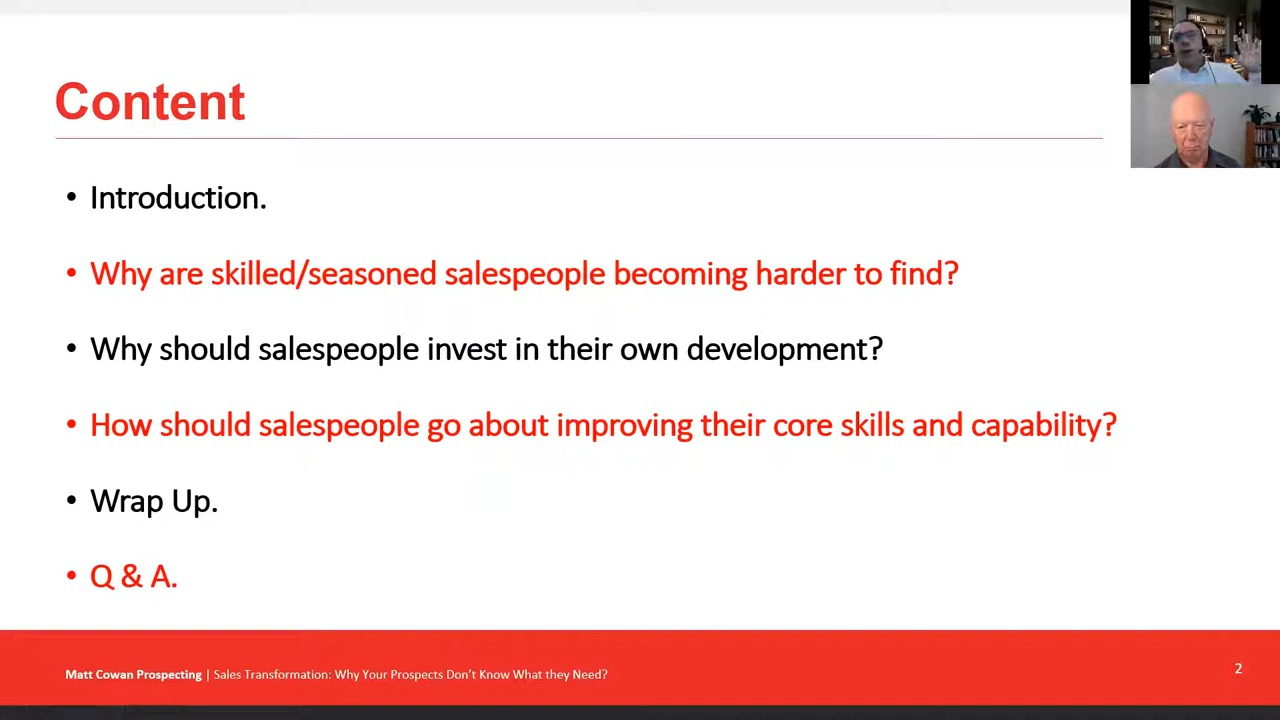 Content
• Introduction.
• Why are skilled/seasoned salespeople becoming harder to find?
• Why should salespeople invest in their own development?
• How should salespeople go about improving their core skills and capability?
• Wrap Up.
• Q & A.
Matt Cowan Prospecting | Sales Transformation: Why Your Prospects Don’t Know What they Need?
2